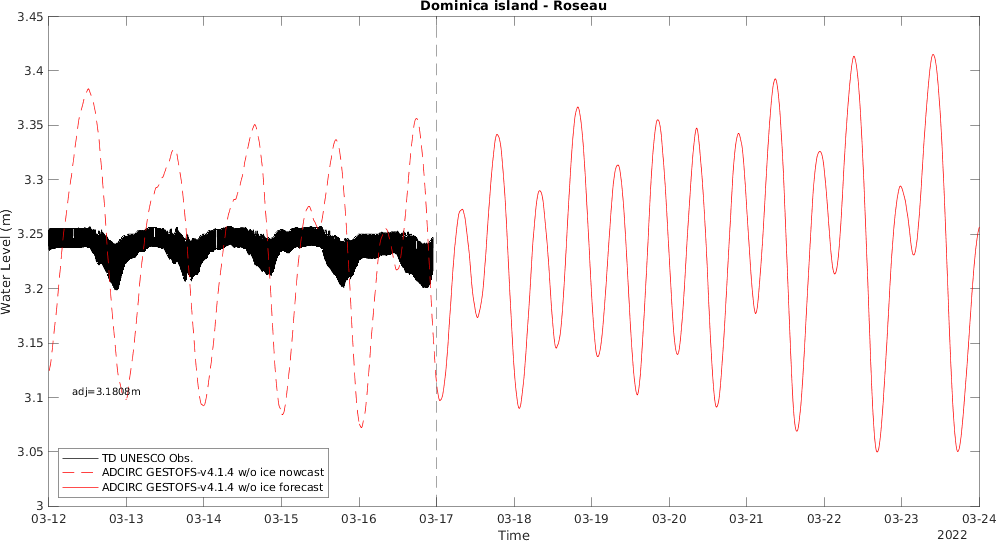 Dominica island - Roseau
3.45
3.4
3.35
3.3
3.25
3.2
3.15
3.1
3.05
3
Water Level (m)
adj=3.1808m
TD UNESCO Obs.
ADCIRC GESTOFS-v4.1.4 w/o ice nowcast
ADCIRC GESTOFS-v4.1.4 w/o ice forecast
03-12 03-13 03-14 03-15 03-16 03-17 03-18 03-19 03-20 03-21 03-22 03-23 03-24
Time
2022